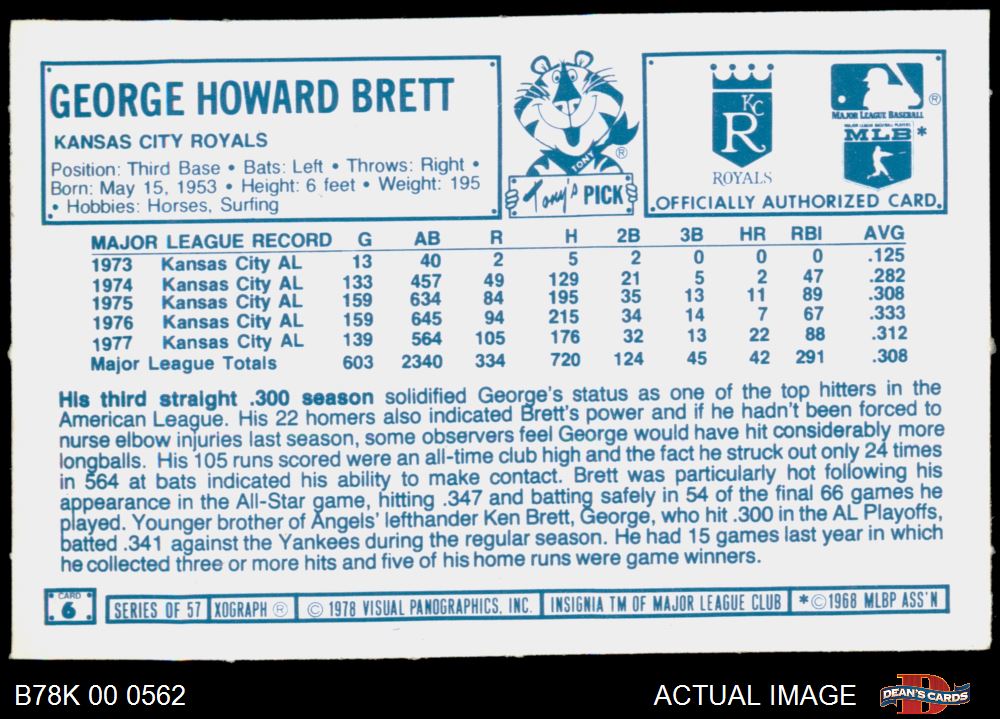 GEORGE HOWARD BRETT
KANSAS CITY ROYALS
Position: Third Base • Bats: Left • Throws: Right •
Born: May 15, 1953 • Height: 6 feet • Weight: 195
• Hobbies: Horses, Surfing
TONY
®
Tony's PICK
KC
R
ROYALS
®
MAJOR LEAGUE BASEBALL
MAJOR LEAGUE BASEBALL PLAYERS
MLB *
OFFICIALLY AUTHORIZED CARD
MAJOR LEAGUE RECORD G AB R H 2B 3B HR RBI AVG
1973 Kansas City AL 13 40 2 5 2 0 0 0 .125
1974 Kansas City AL 133 457 49 129 21 5 2 47 .282
1975 Kansas City AL 159 634 84 195 35 13 11 89 .308
1976 Kansas City AL 159 645 94 215 34 14 7 67 .333
1977 Kansas City AL 139 564 105 176 32 13 22 88 .312
Major League Totals 603 2340 334 720 124 45 42 291 .308
His third straight .300 season solidified George's status as one of the top hitters in the
American League. His 22 homers also indicated Brett's power and if he hadn't been forced to
nurse elbow injuries last season, some observers feel George would have hit considerably more
longballs. His 105 runs scored were an all-time club high and the fact he struck out only 24 times
in 564 at bats indicated his ability to make contact. Brett was particularly hot following his
appearance in the All-Star game, hitting .347 and batting safely in 54 of the final 66 games he
played. Younger brother of Angels' lefthander Ken Brett, George, who hit .300 in the AL Playoffs,
batted .341 against the Yankees during the regular season. He had 15 games last year in which
he collected three or more hits and five of his home runs were game winners.
CARD
6
SERIES OF 57 XOGRAPH ® © 1978 VISUAL PANOGRAPHICS, INC. INSIGNIA TM OF MAJOR LEAGUE CLUB *©1968 MLBP ASS'N
B78K 00 0562 ACTUAL IMAGE DEAN'S CARDS